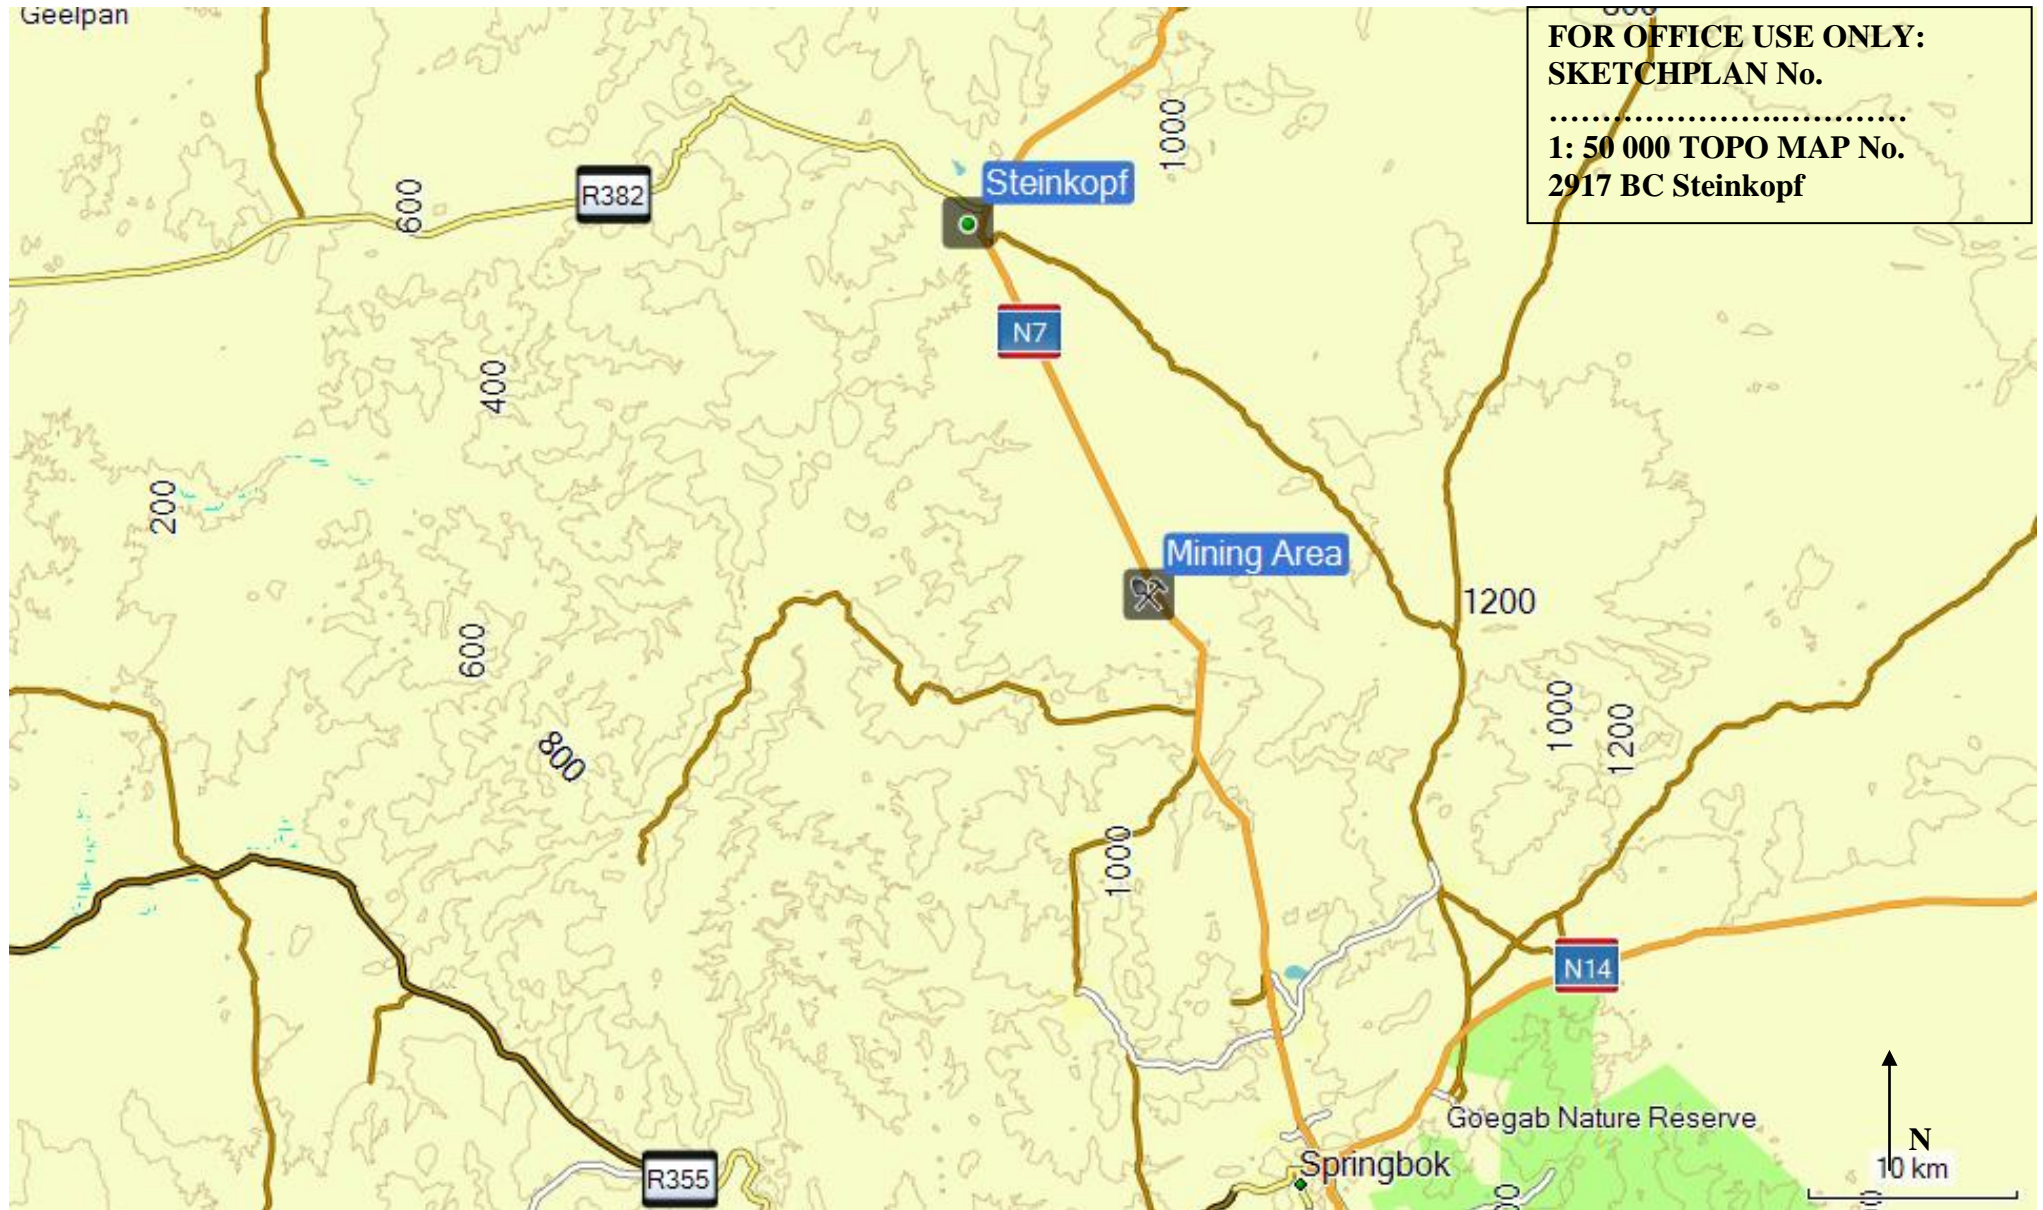 Geelpan
FOR OFFICE USE ONLY:
SKETCHPLAN No.
……………………..…………
1: 50 000 TOPO MAP No.
2917 BC Steinkopf
1000
Steinkopf
R382
600
N7
400
200
Mining Area
1200
600
1000
1200
800
1000
N14
Goegab Nature Reserve
N
10 km
Springbok
R355